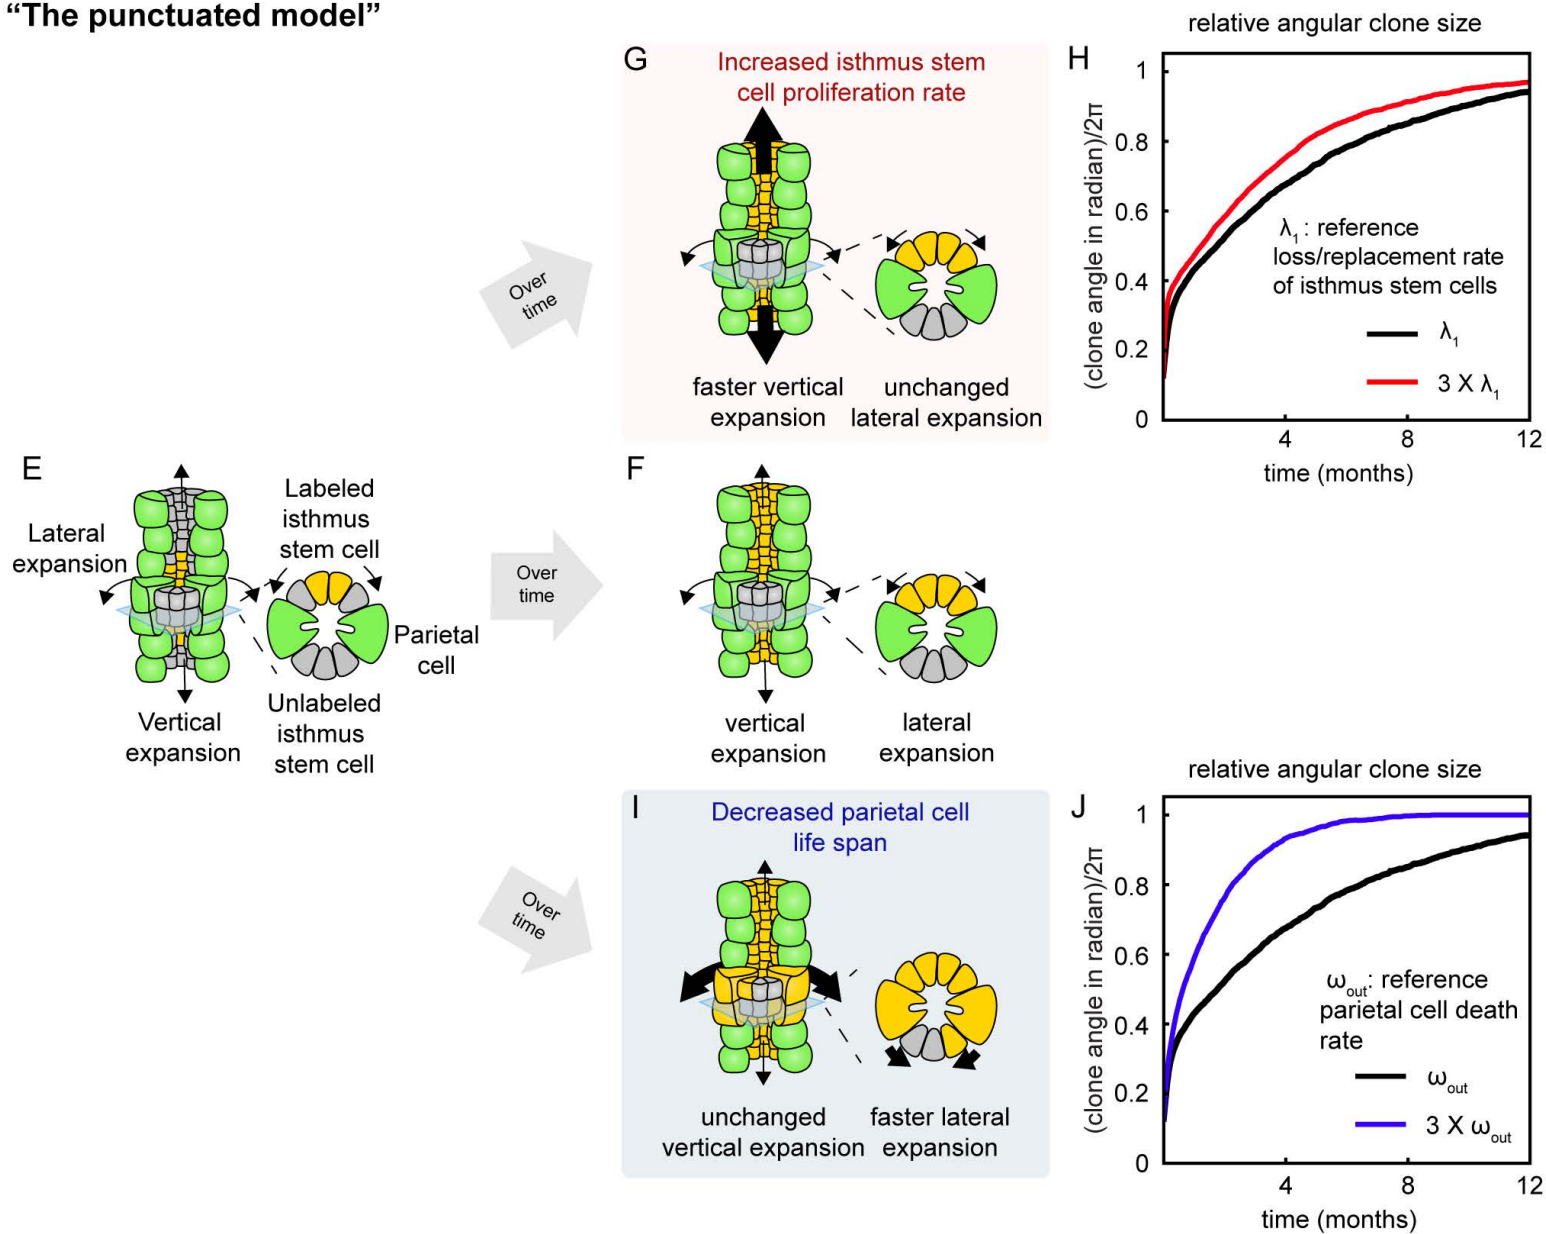 “The punctuated model”
G
Increased isthmus stem
cell proliferation rate
Over
time
faster vertical
expansion
unchanged
lateral expansion
H
relative angular clone size
(clone angle in radian)/2π
1
0.8
0.6
0.4
0.2
0
4
8
12
time (months)
λ1 : reference
loss/replacement rate
of isthmus stem cells
λ1
3 X λ1
E
Lateral
expansion
Labeled
isthmus
stem cell
Parietal
cell
Vertical
expansion
Unlabeled
isthmus
stem cell
Over
time
F
vertical
expansion
lateral
expansion
Over
time
I
Decreased parietal cell
life span
unchanged
vertical expansion
faster lateral
expansion
J
relative angular clone size
(clone angle in radian)/2π
1
0.8
0.6
0.4
0.2
0
4
8
12
time (months)
ωout: reference
parietal cell death
rate
ωout
3 X ωout